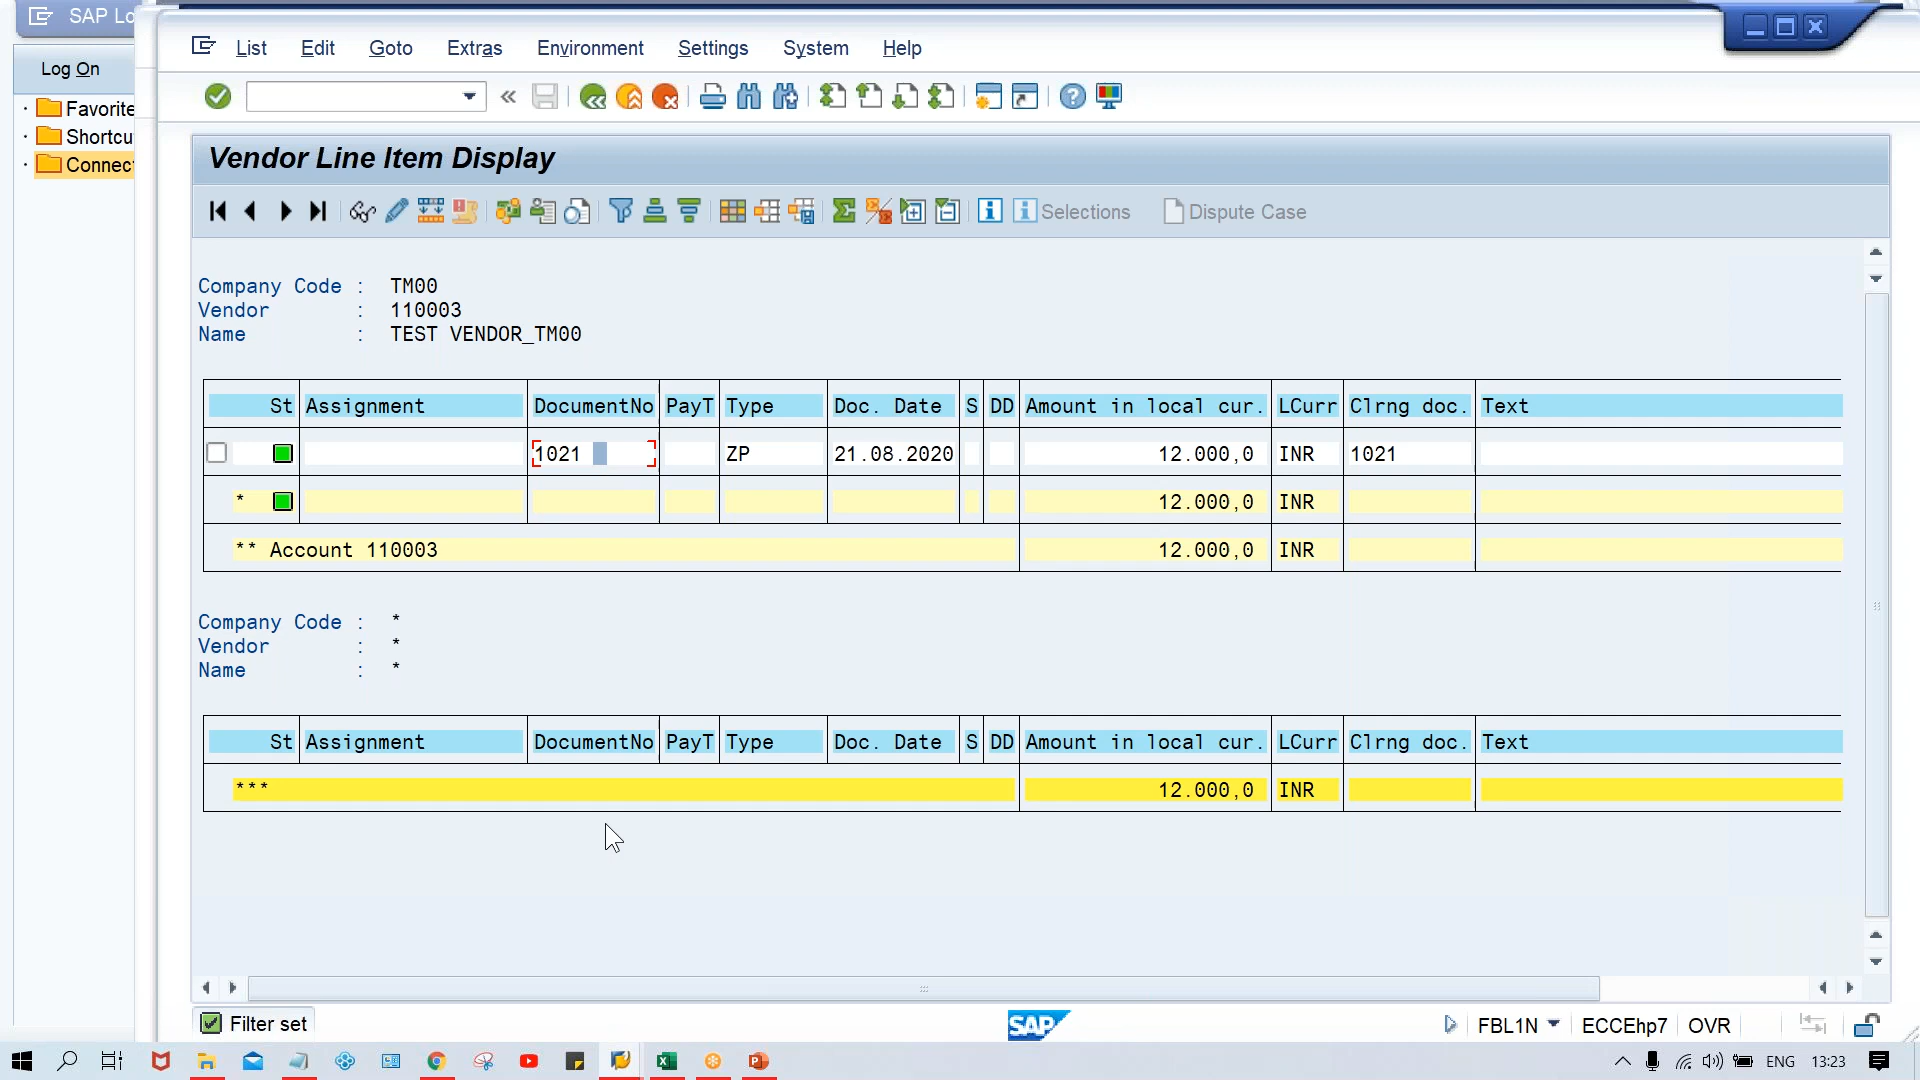 SAP Lo
List Edit Goto Extras Environment Settings System Help
Log On
Favorite
Shortcu
Connec
Vendor Line Item Display
Selections Dispute Case
Company Code : TM00
Vendor : 110003
Name : TEST VENDOR_TM00
St Assignment DocumentNo PayT Type Doc. Date S DD Amount in local cur. LCurr Clrng doc. Text
1021 ZP 21.08.2020 12.000,0 INR 1021
* 12.000,0 INR
** Account 110003 12.000,0 INR
Company Code : *
Vendor : *
Name : *
St Assignment DocumentNo PayT Type Doc. Date S DD Amount in local cur. LCurr Clrng doc. Text
*** 12.000,0 INR
Filter set SAP FBL1N ECCEhp7 OVR
ENG 13:23